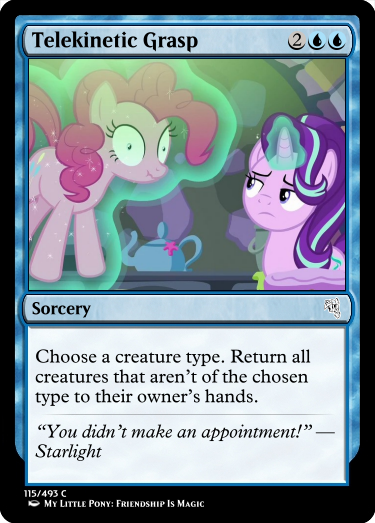 Telekinetic Grasp 2
Sorcery
Choose a creature type. Return all
creatures that aren't of the chosen
type to their owner's hands.
“You didn't make an appointment!” —
Starlight
115/493 C
My Little Pony: Friendship Is Magic